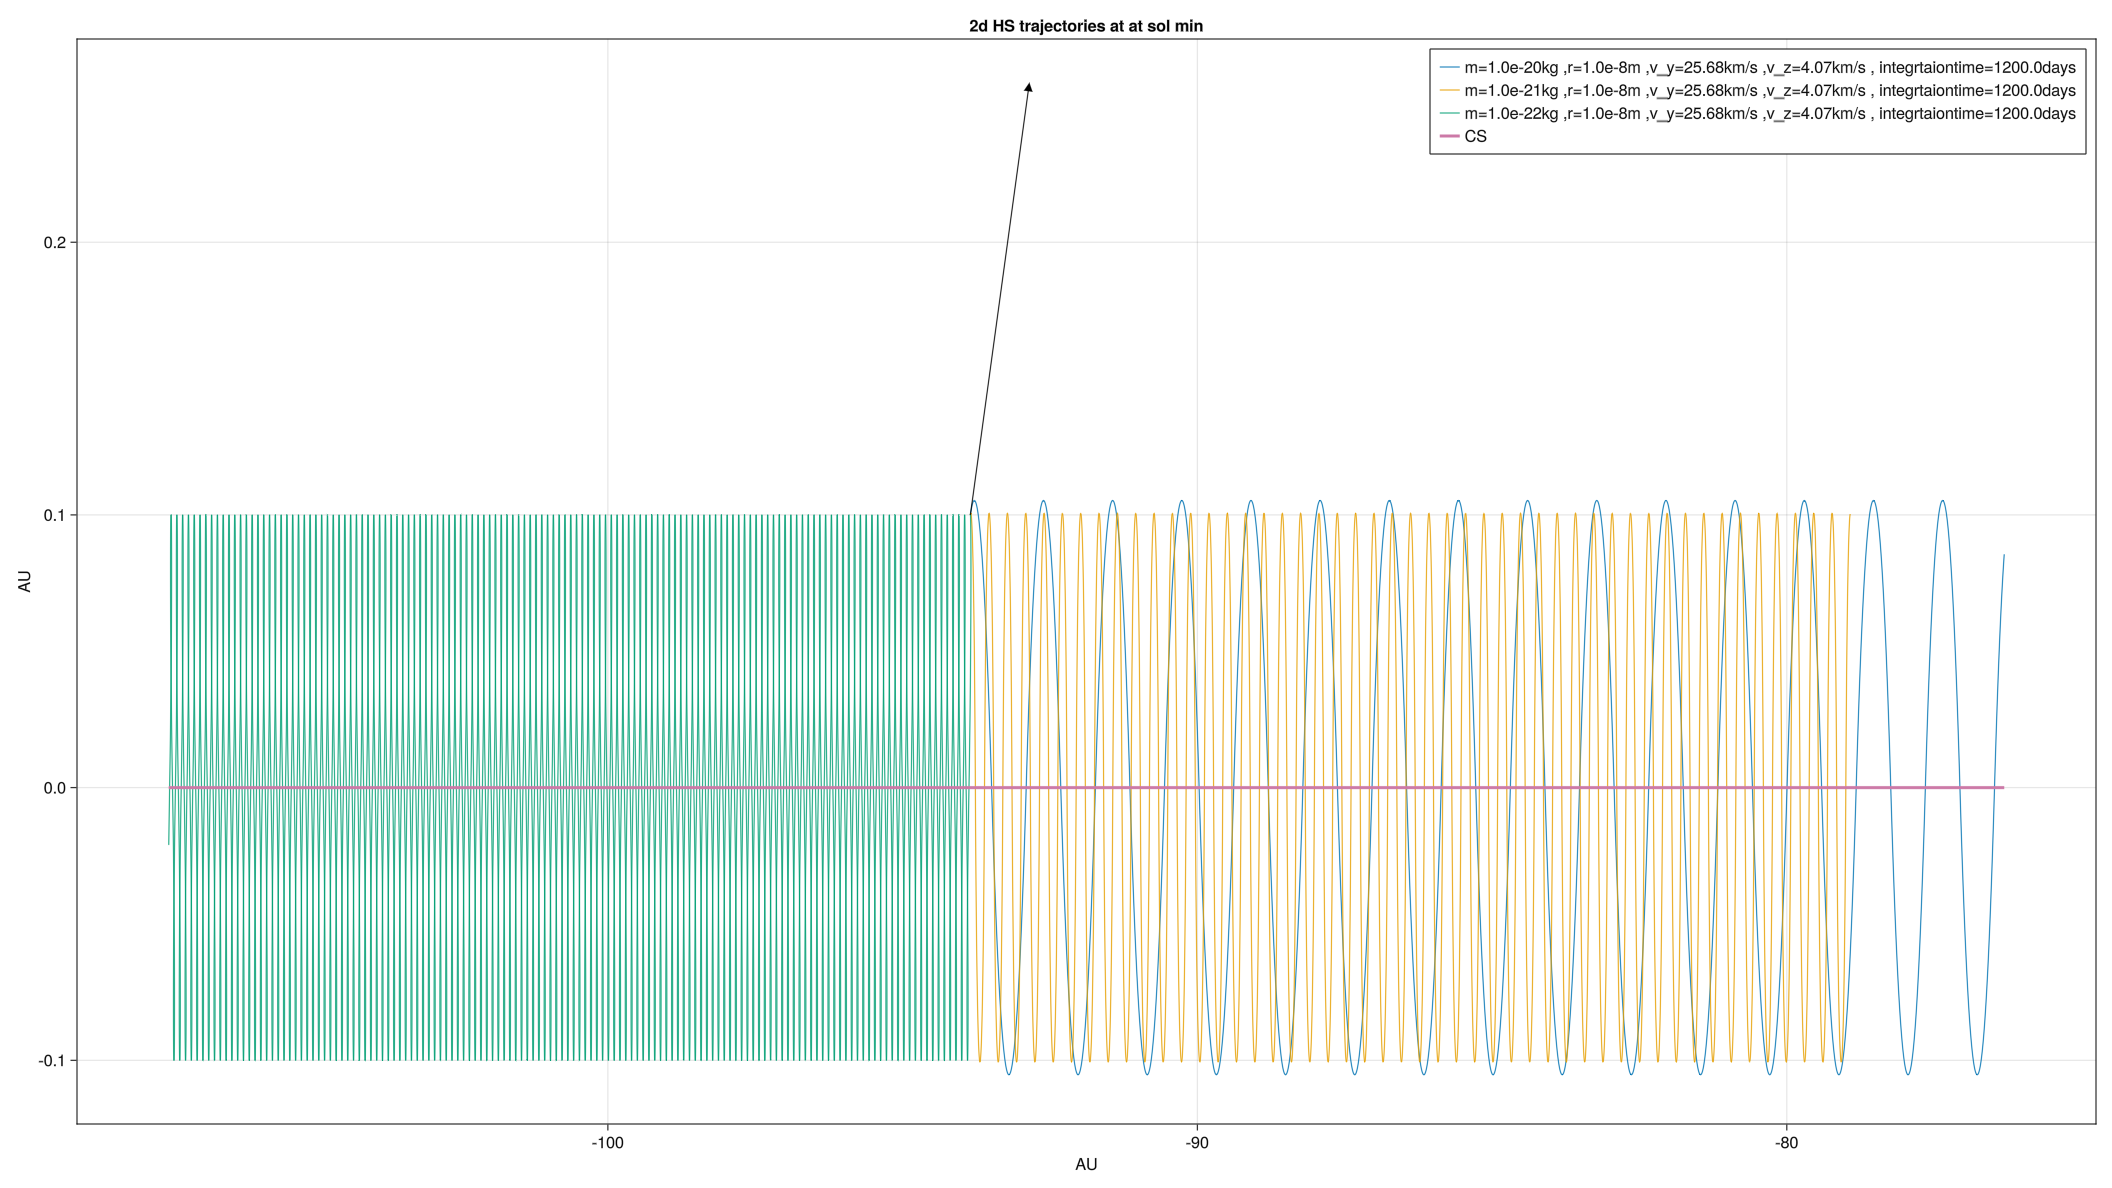 2d HS trajectories at at sol min
m=1.0e-20kg ,r=1.0e-8m ,v_y=25.68km/s ,v_z=4.07km/s , integrtaiontime=1200.0days
m=1.0e-21kg ,r=1.0e-8m ,v_y=25.68km/s ,v_z=4.07km/s , integrtaiontime=1200.0days
m=1.0e-22kg ,r=1.0e-8m ,v_y=25.68km/s ,v_z=4.07km/s , integrtaiontime=1200.0days
CS
0.2
0.1
0.0
-0.1
AU
-100
-90
-80
AU